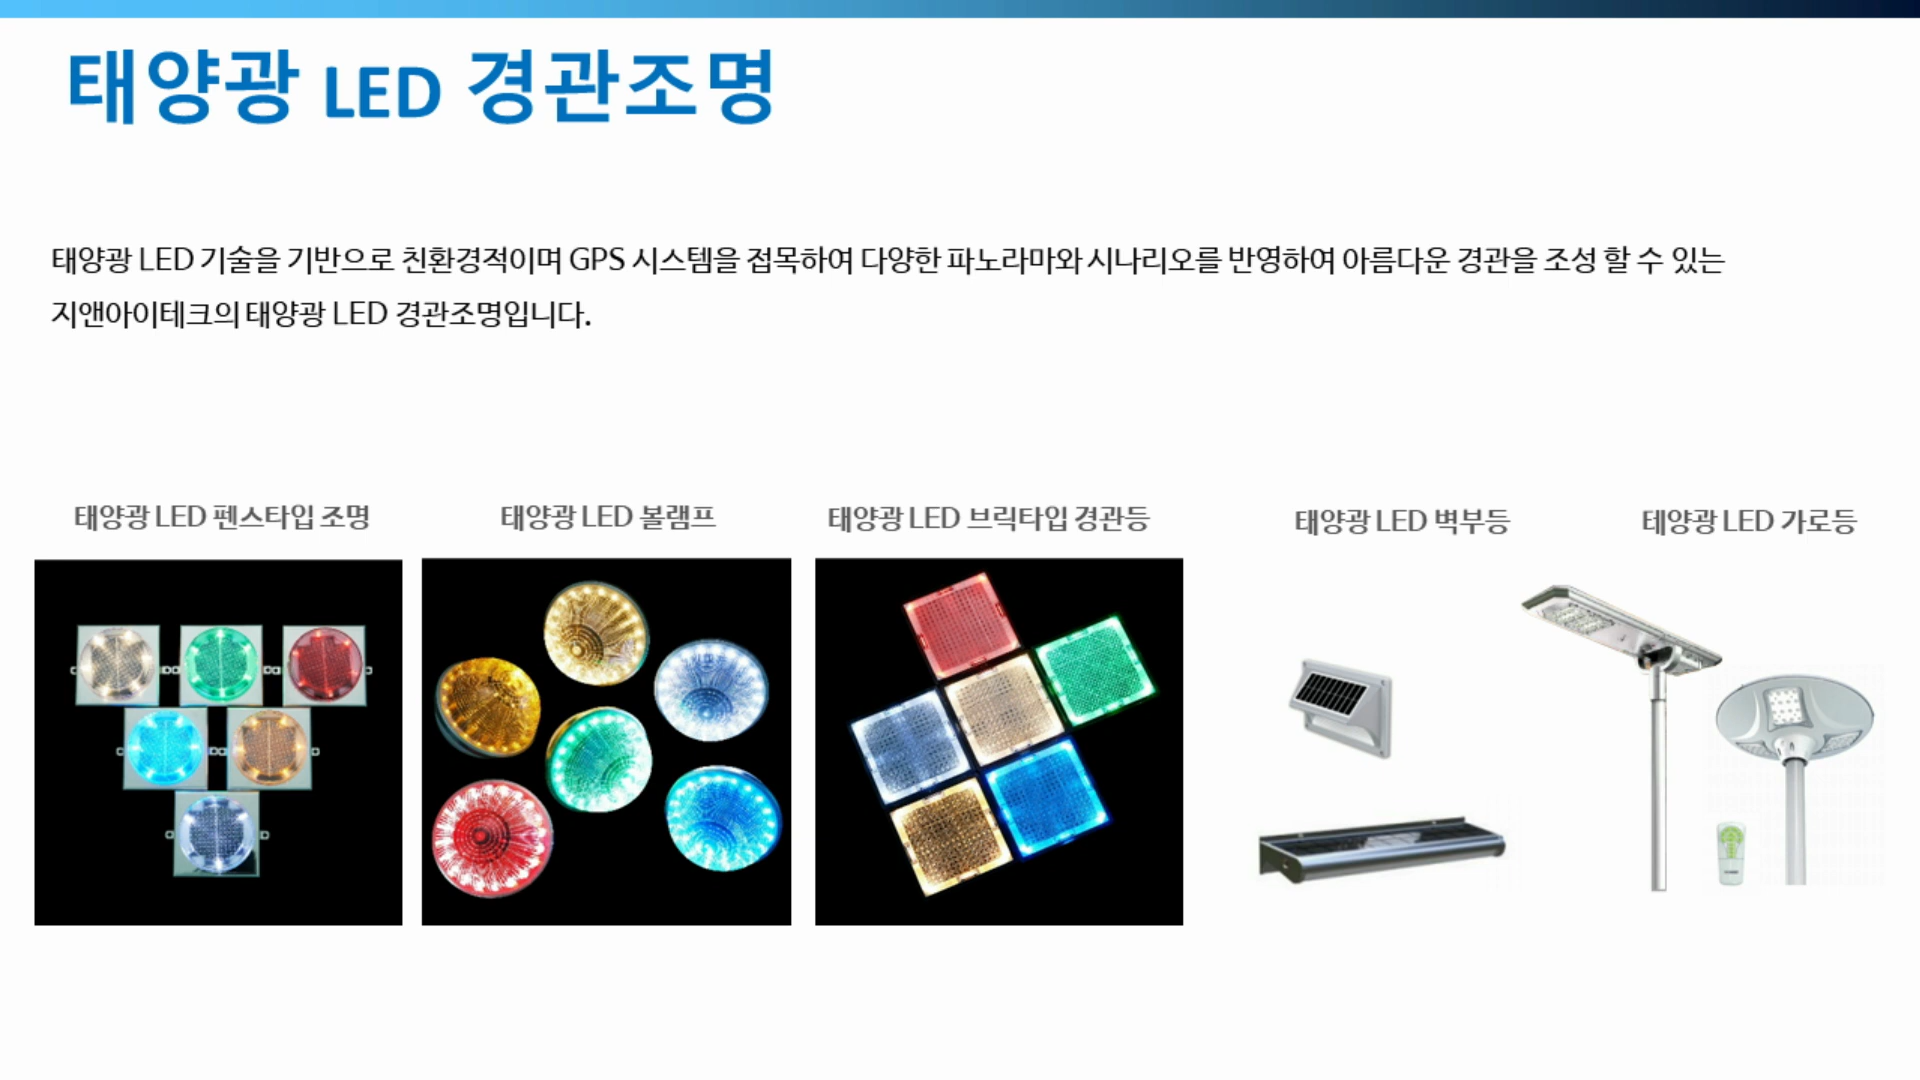 태양광 LED 경관조명
태양광 LED 기술을 기반으로 친환경적이며 GPS 시스템을 접목하여 다양한 파노라마와 시나리오를 반영하여 아름다운 경관을 조성 할 수 있는
지앤아이테크의 태양광 LED 경관조명입니다.
태양광 LED 펜스타입 조명
태양광 LED 볼램프
태양광 LED 브릭타입 경관등
태양광 LED 벽부등
테양광 LED 가로등